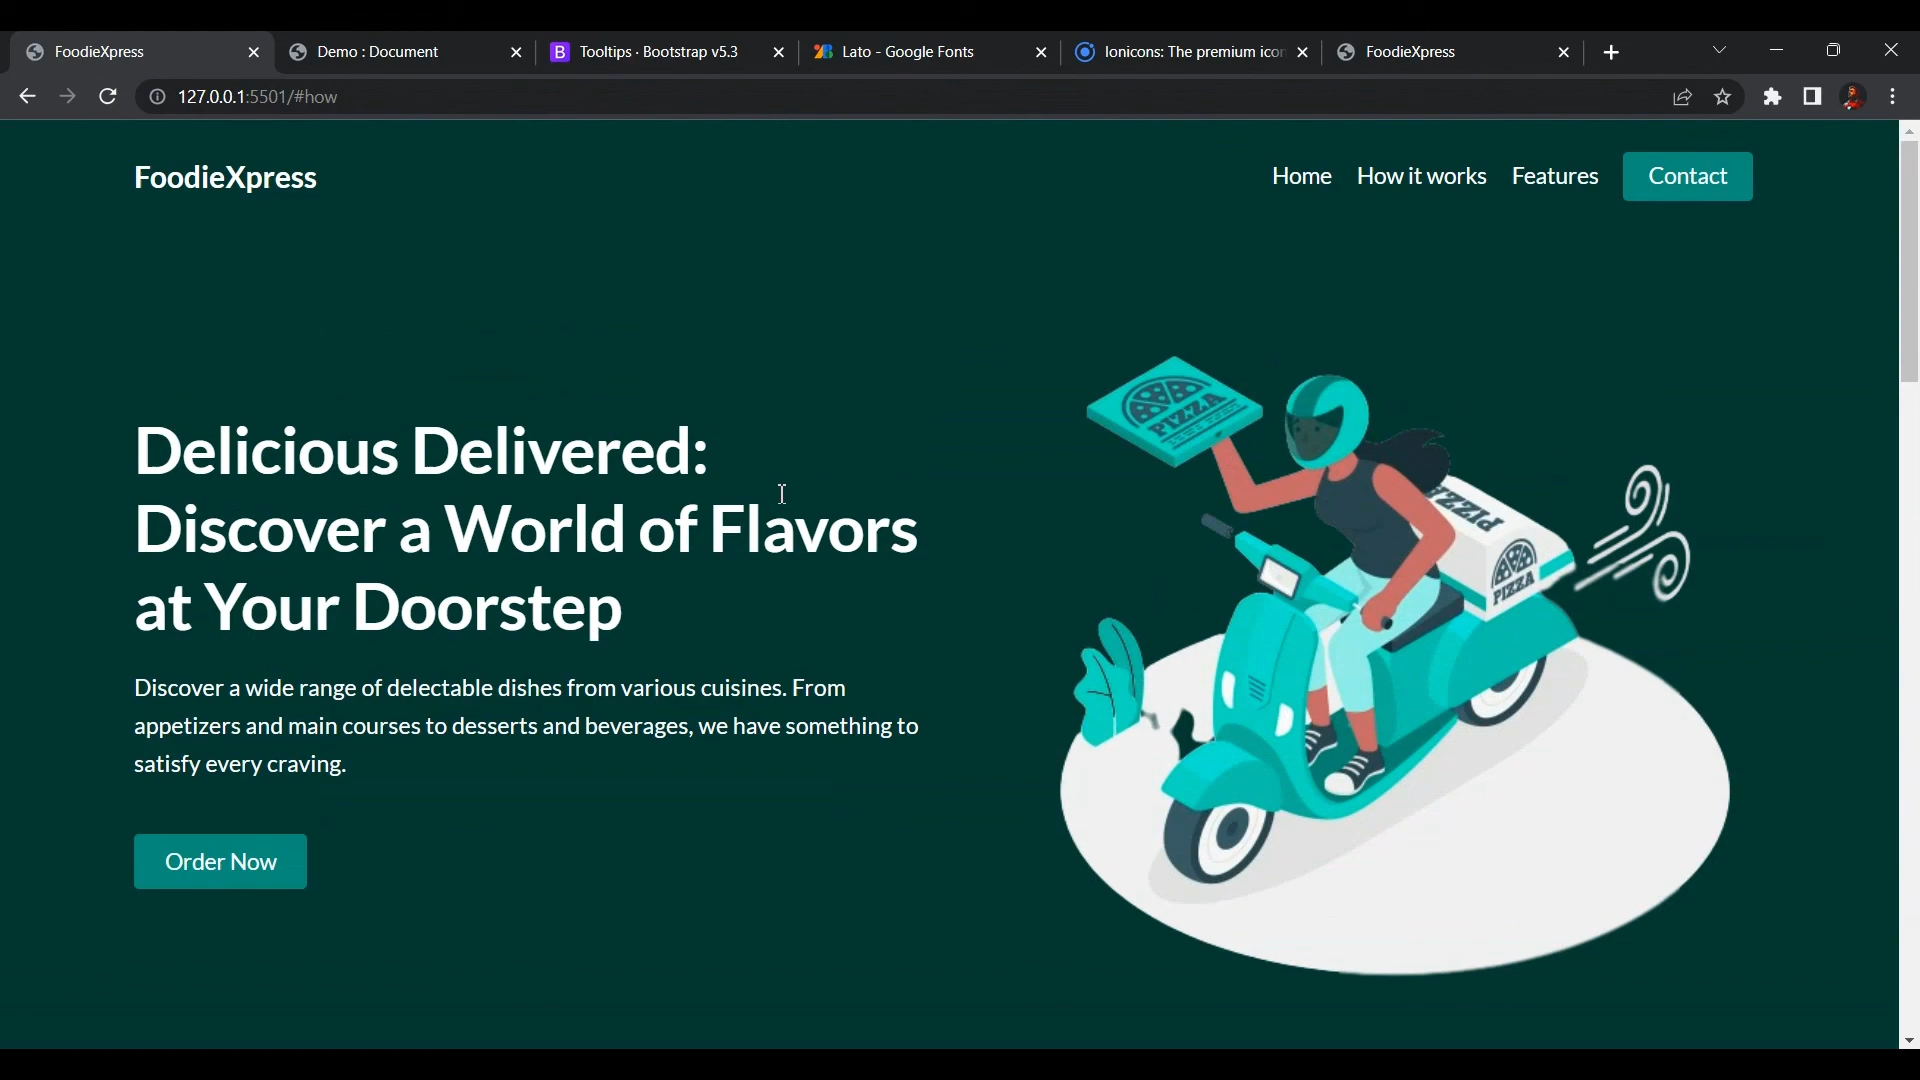 FoodieXpress
Demo : Document
Tooltips · Bootstrap v5.3
Lato - Google Fonts
Ionicons: The premium icon
FoodieXpress
127.0.0.1:5501/#how
FoodieXpress
Home
How it works
Features
Contact
Delicious Delivered:
Discover a World of Flavors
at Your Doorstep
Discover a wide range of delectable dishes from various cuisines. From
appetizers and main courses to desserts and beverages, we have something to
satisfy every craving.
Order Now
PIZZA
PIZZA
PIZZA